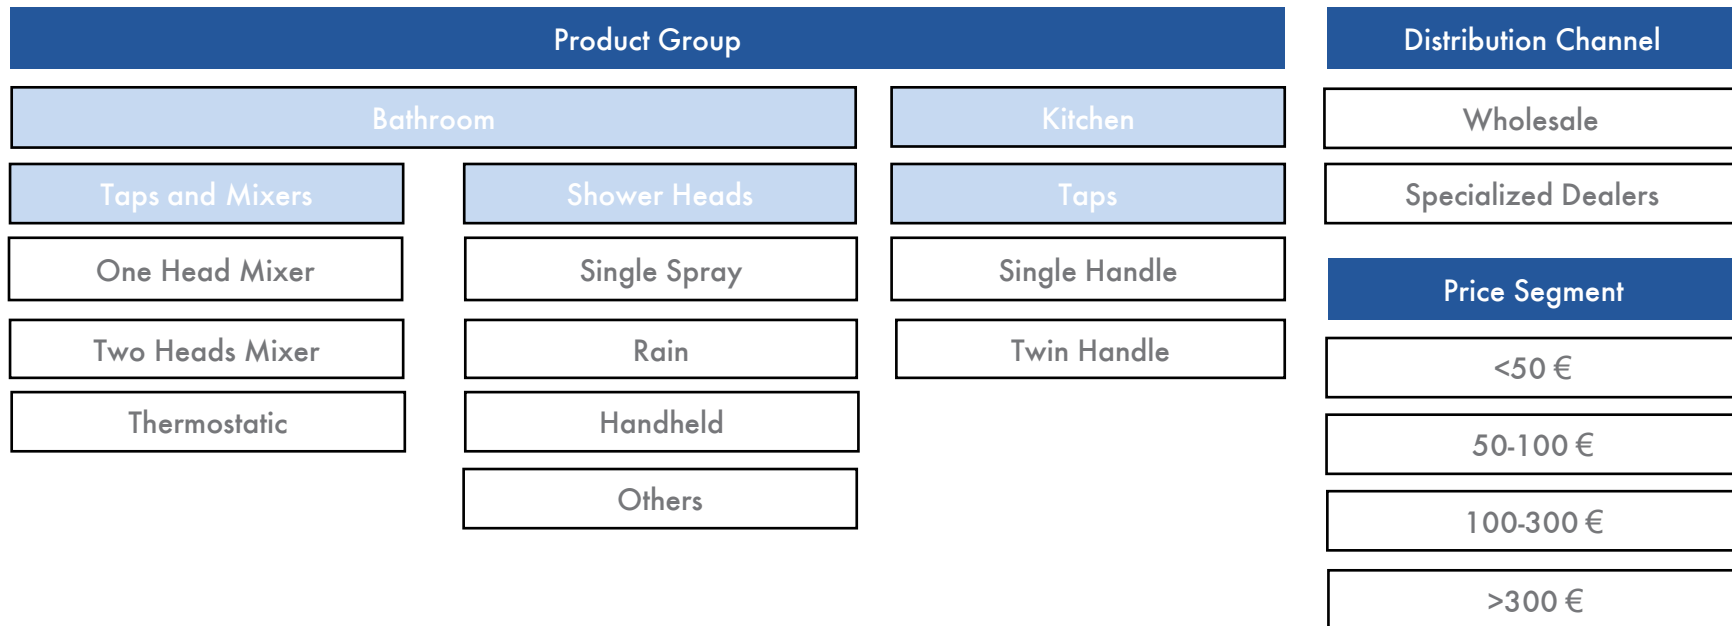 Product Group
Bathroom
Kitchen
Taps and Mixers
Shower Heads
Taps
One Head Mixer
Single Spray
Single Handle
Two Heads Mixer
Rain
Twin Handle
Thermostatic
Handheld
Others
Distribution Channel
Wholesale
Specialized Dealers
Price Segment
<50 €
50-100 €
100-300 €
>300 €